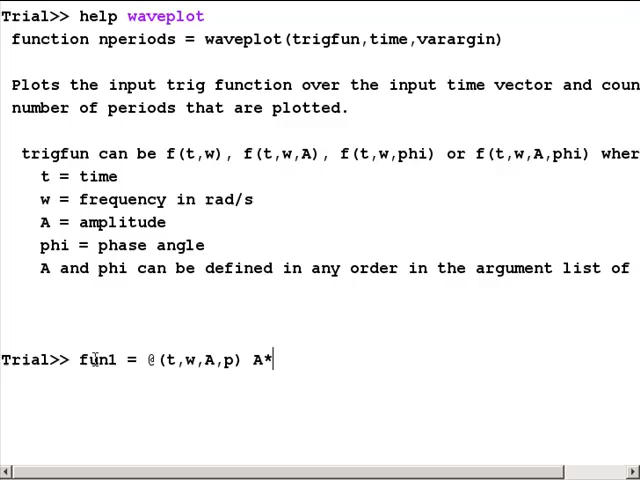 Trial>> help waveplot
function nperiods = waveplot(trigfun,time,varargin)
Plots the input trig function over the input time vector and coun
number of periods that are plotted.
trigfun can be f(t,w), f(t,w,A), f(t,w,phi) or f(t,w,A,phi) wher
t = time
w = frequency in rad/s
A = amplitude
phi = phase angle
A and phi can be defined in any order in the argument list of
Trial>> fun1 = @(t,w,A,p) A*